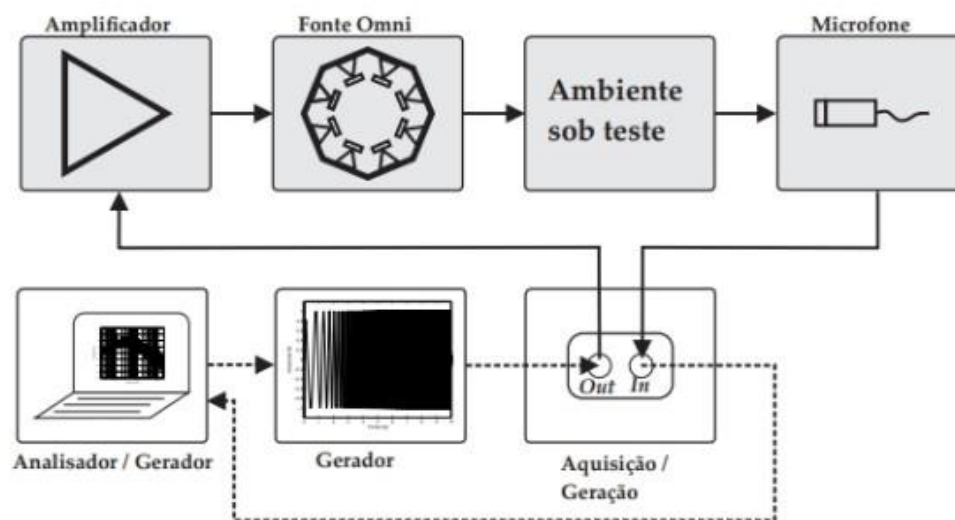 Amplificador
Fonte Omni
Microfone
Ambiente
sob teste
Out
In
Analisador / Gerador
Gerador
Aquisição /
Geração